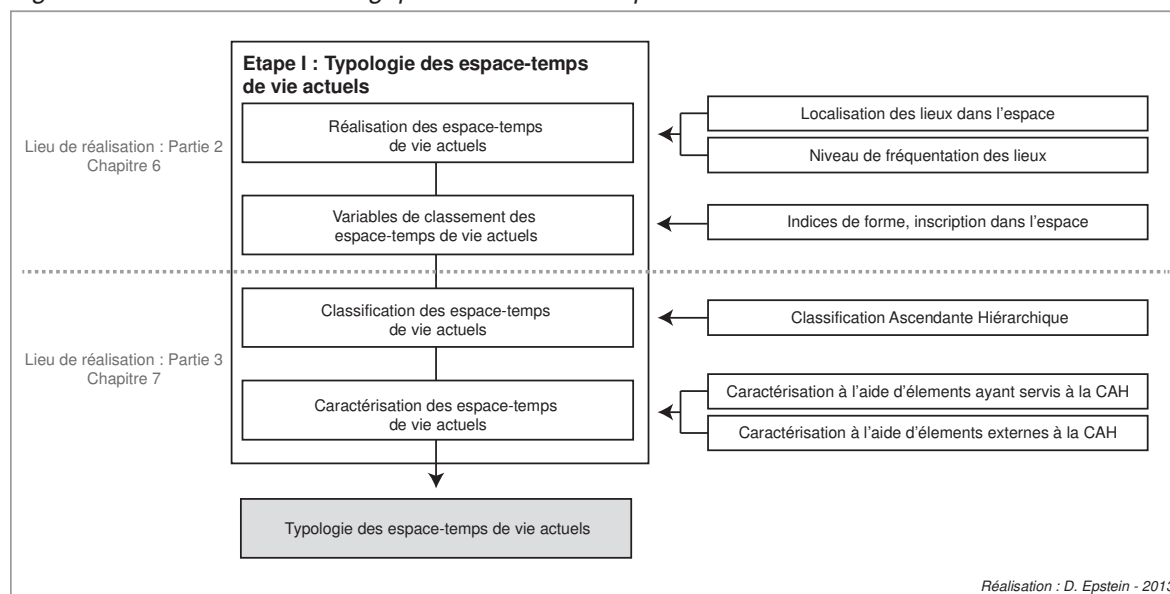 Etape I : Typologie des espace-temps
de vie actuels
Lieu de réalisation : Partie 2
Chapitre 6
Réalisation des espace-temps
de vie actuels
Localisation des lieux dans l'espace
Niveau de fréquentation des lieux
Variables de classement des
espace-temps de vie actuels
Indices de forme, inscription dans l'espace
Lieu de réalisation : Partie 3
Chapitre 7
Classification des espace-temps
de vie actuels
Classification Ascendante Hiérarchique
Caractérisation des espace-temps
de vie actuels
Caractérisation à l'aide d'élements ayant servis à la CAH
Caractérisation à l'aide d'élements externes à la CAH
Typologie des espace-temps de vie actuels
Réalisation : D. Epstein - 2013